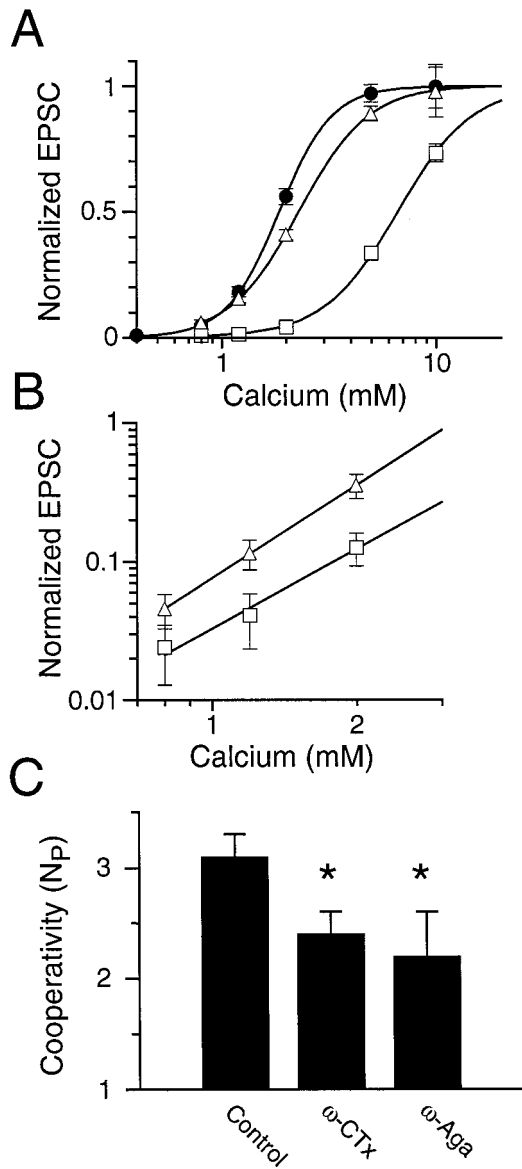 A
Normalized EPSC
1
0.5
0
1
10
Calcium (mM)
B
Normalized EPSC
1
0.1
0.01
1
2
Calcium (mM)
C
Cooperativity (NP)
3
2
1
*
*
Control
ω-CTx
ω-Aga